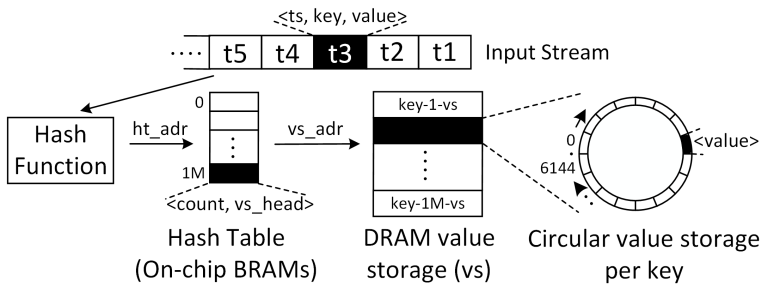 <ts, key, value>
···· t5 t4 t3 t2 t1 Input Stream
Hash
Function
ht_adr
0
1M
<count, vs_head>
Hash Table
(On-chip BRAMs)
vs_adr
key-1-vs
key-1M-vs
DRAM value
storage (vs)
0
6144
<value>
Circular value storage
per key